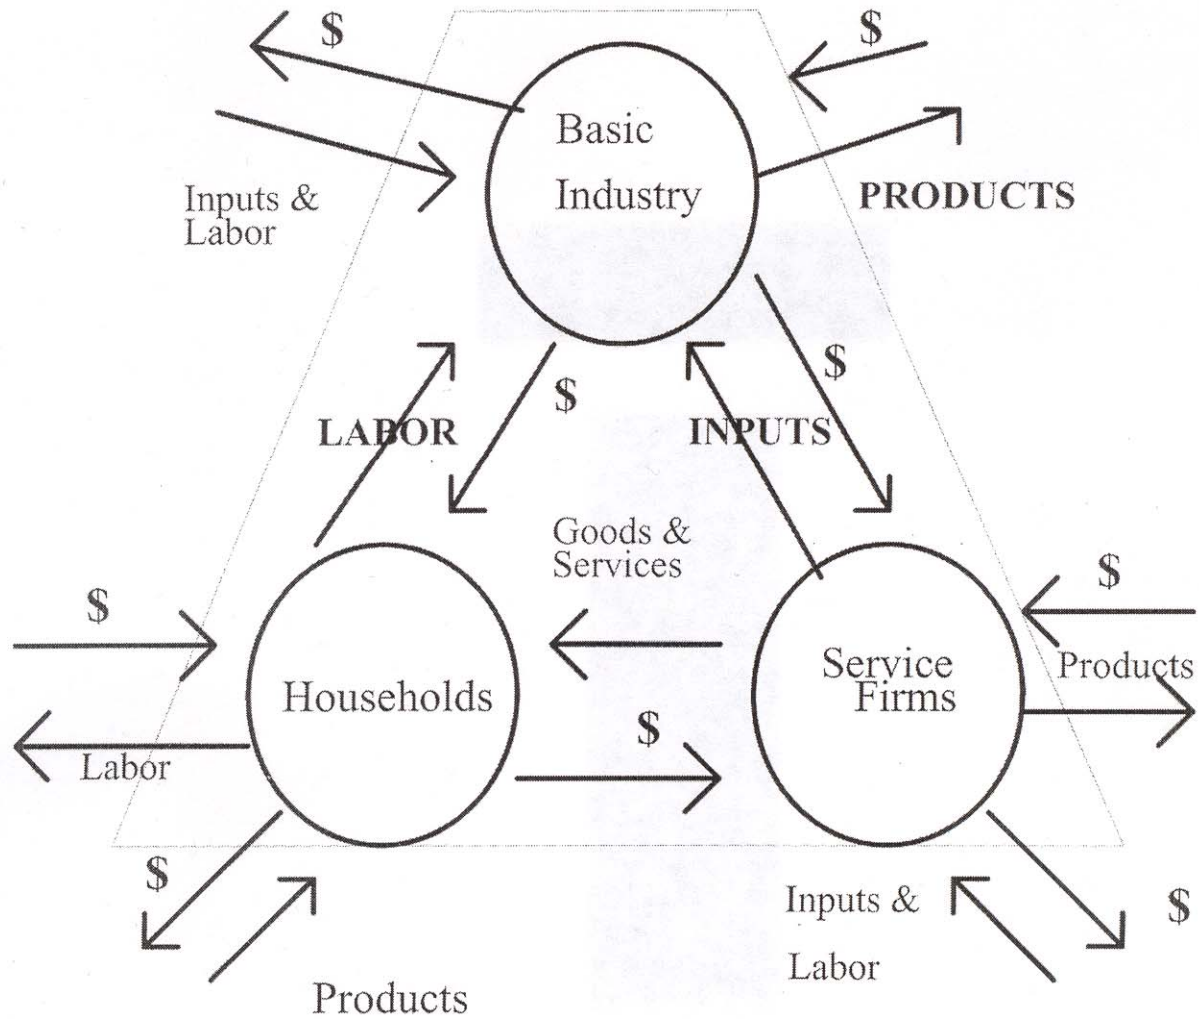 $
$
Basic
Industry
Inputs &
Labor
PRODUCTS
$
$
LABOR
INPUTS
Goods &
Services
$
$
Households
Service
Firms
Products
$
Labor
$
Inputs &
$
Labor
Products